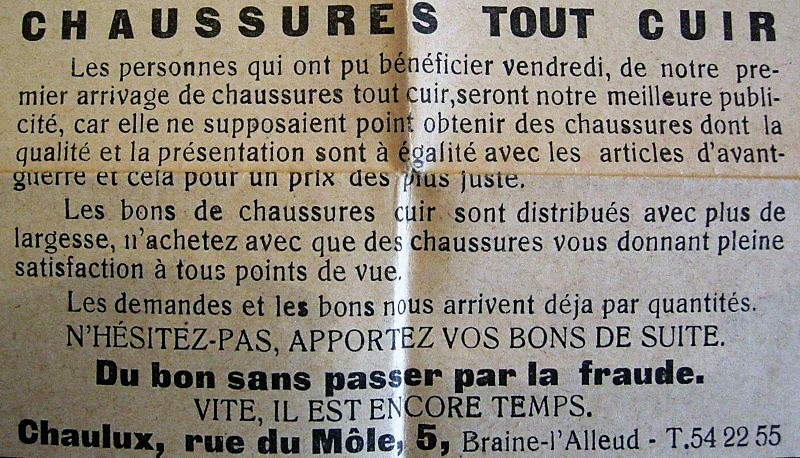 CHAUSSURES TOUT CUIR
Les personnes qui ont pu bénéficier vendredi, de notre pre-
mier arrivage de chaussures tout cuir,seront notre meilleure publi-
cité, car elle ne supposaient point obtenir des chaussures dont la
qualité et la présentation sont à égalité avec les articles d'avant-
guerre et cela pour un prix des plus juste.
Les bons de chaussures cuir sont distribués avec plus de
largesse, n'achetez avec que des chaussures vous donnant pleine
satisfaction à tous points de vue.
Les demandes et les bons nous arrivent déja par quantités.
N'HÉSITEZ-PAS, APPORTEZ VOS BONS DE SUITE.
Du bon sans passer par la fraude.
VITE, IL EST ENCORE TEMPS.
Chaulux, rue du Môle, 5, Braine-l'Alleud - T.54 22 55